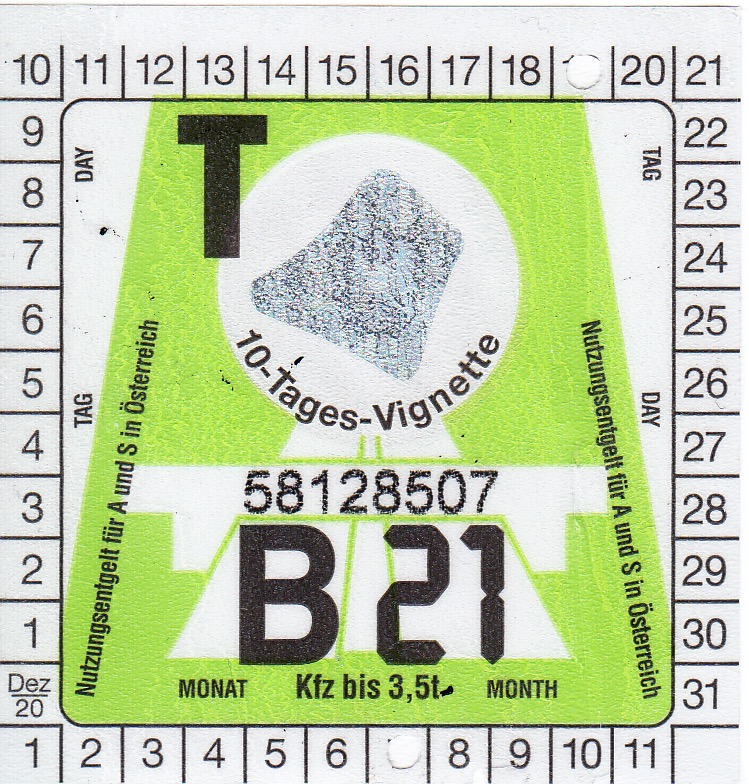 10 11 12 13 14 15 16 17 18 20 21
9 22
8 23
7 24
6 25
5 26
4 27
3 28
2 29
1 30
Dez 20 31
1 2 3 4 5 6 8 9 10 11
DAY
TAG
TAG
DAY
T
10-Tages-Vignette
Nutzungsentgelt für A und S in Österreich
Nutzungsentgelt für A und S in Österreich
58128507
B 21
MONAT Kfz bis 3,5t MONTH